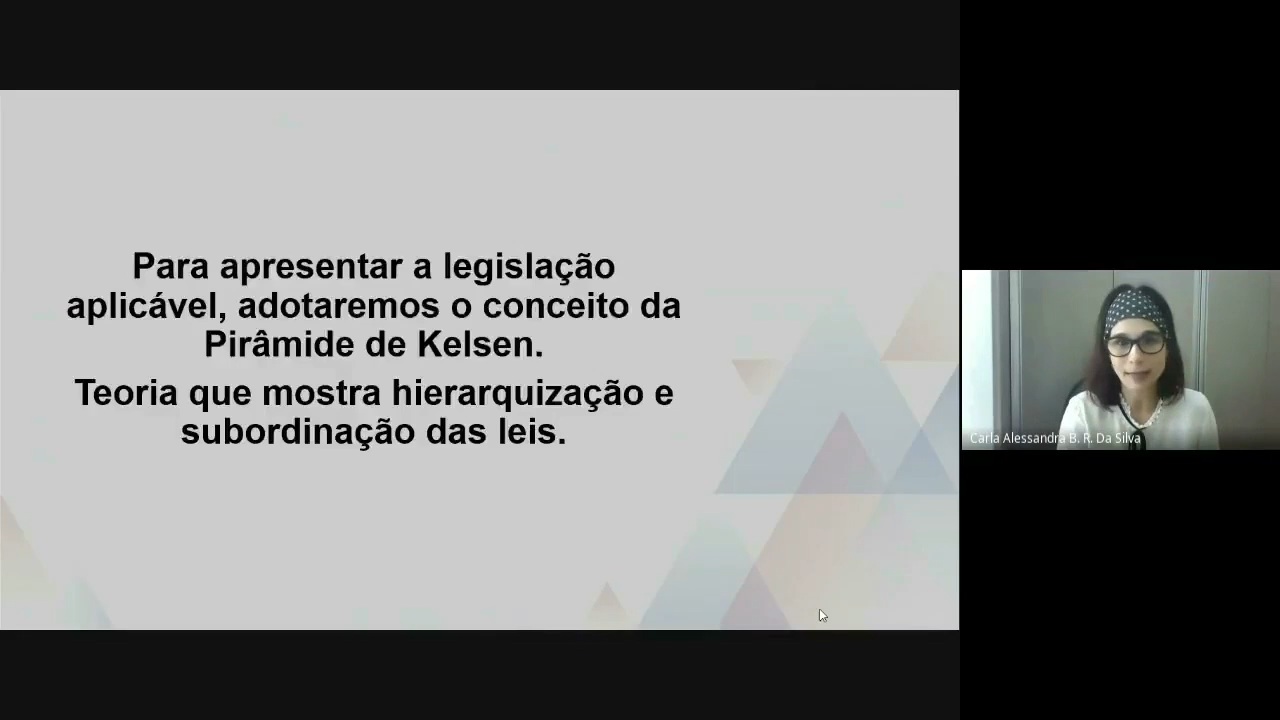 Para apresentar a legislação
aplicável, adotaremos o conceito da
Pirâmide de Kelsen.
Teoria que mostra hierarquização e
subordinação das leis.
Carla Alessandra B. R. Da Silva